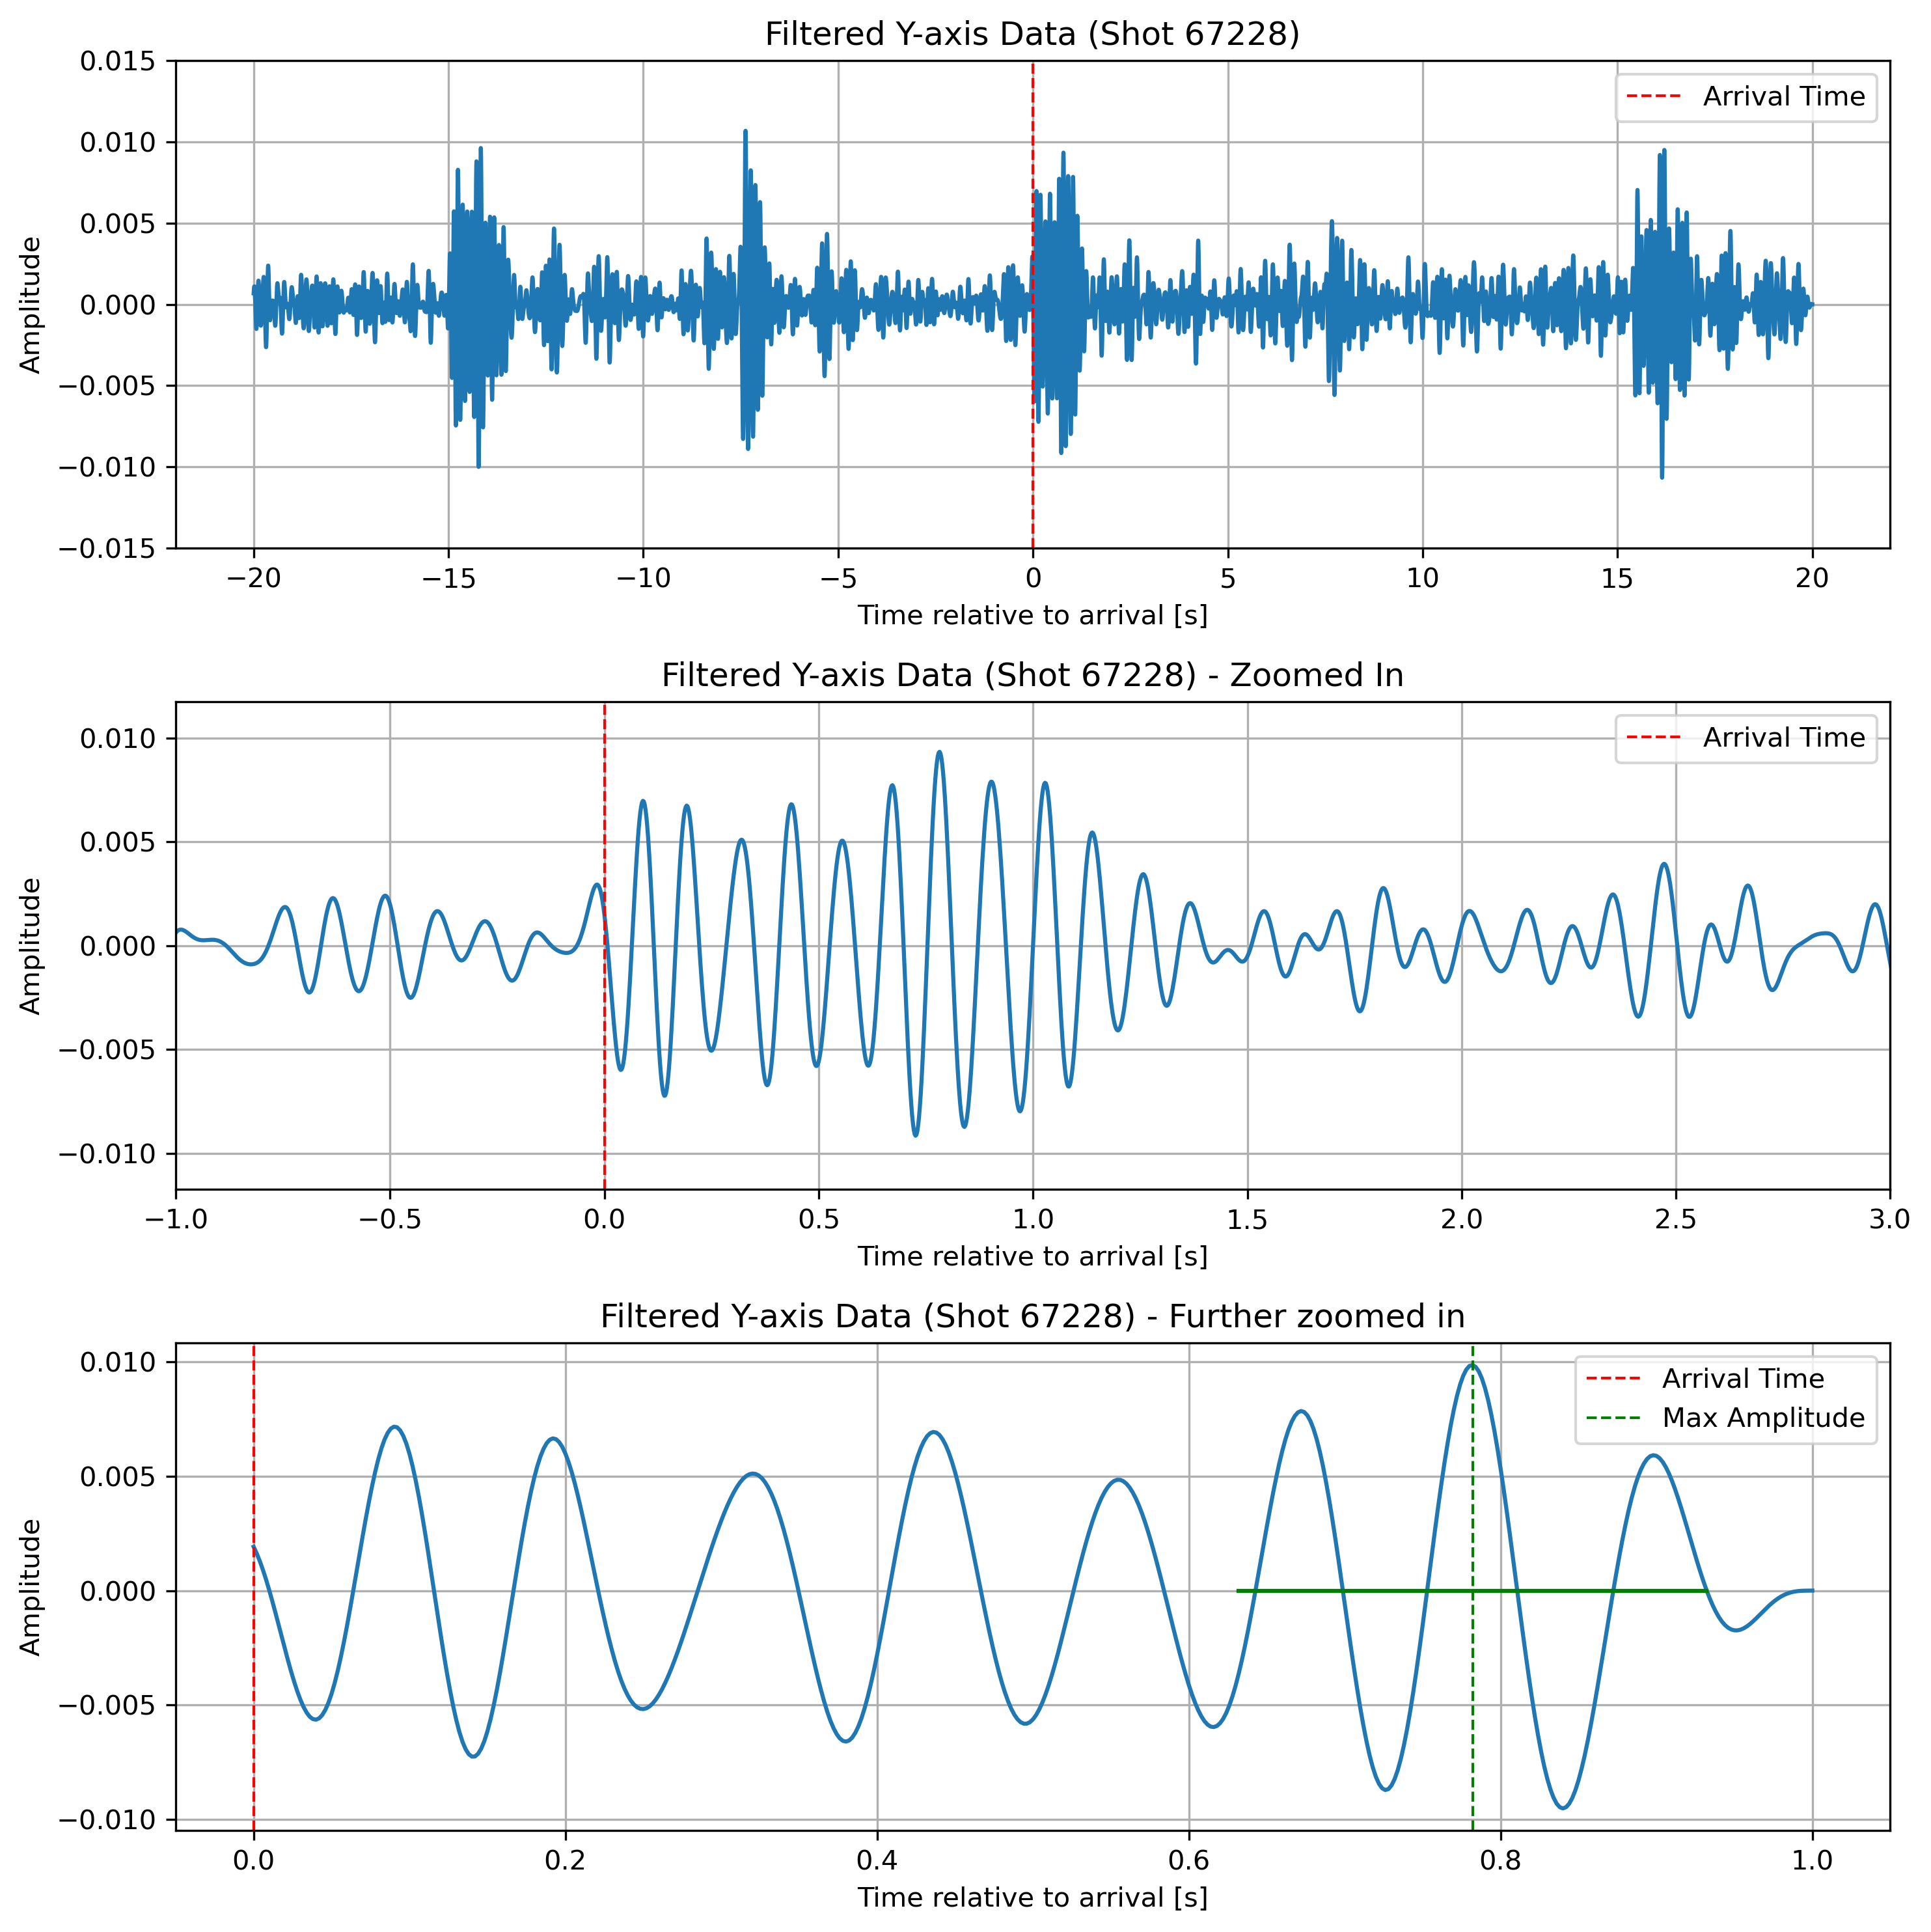 Filtered Y-axis Data (Shot 67228)
0.015
0.010
0.005
0.000
−0.005
−0.010
−0.015
Amplitude
Arrival Time
−20 −15 −10 −5 0 5 10 15 20
Time relative to arrival [s]
Filtered Y-axis Data (Shot 67228) - Zoomed In
0.010
0.005
0.000
−0.005
−0.010
Amplitude
Arrival Time
−1.0 −0.5 0.0 0.5 1.0 1.5 2.0 2.5 3.0
Time relative to arrival [s]
Filtered Y-axis Data (Shot 67228) - Further zoomed in
0.010
0.005
0.000
−0.005
−0.010
Amplitude
Arrival Time
Max Amplitude
0.0 0.2 0.4 0.6 0.8 1.0
Time relative to arrival [s]